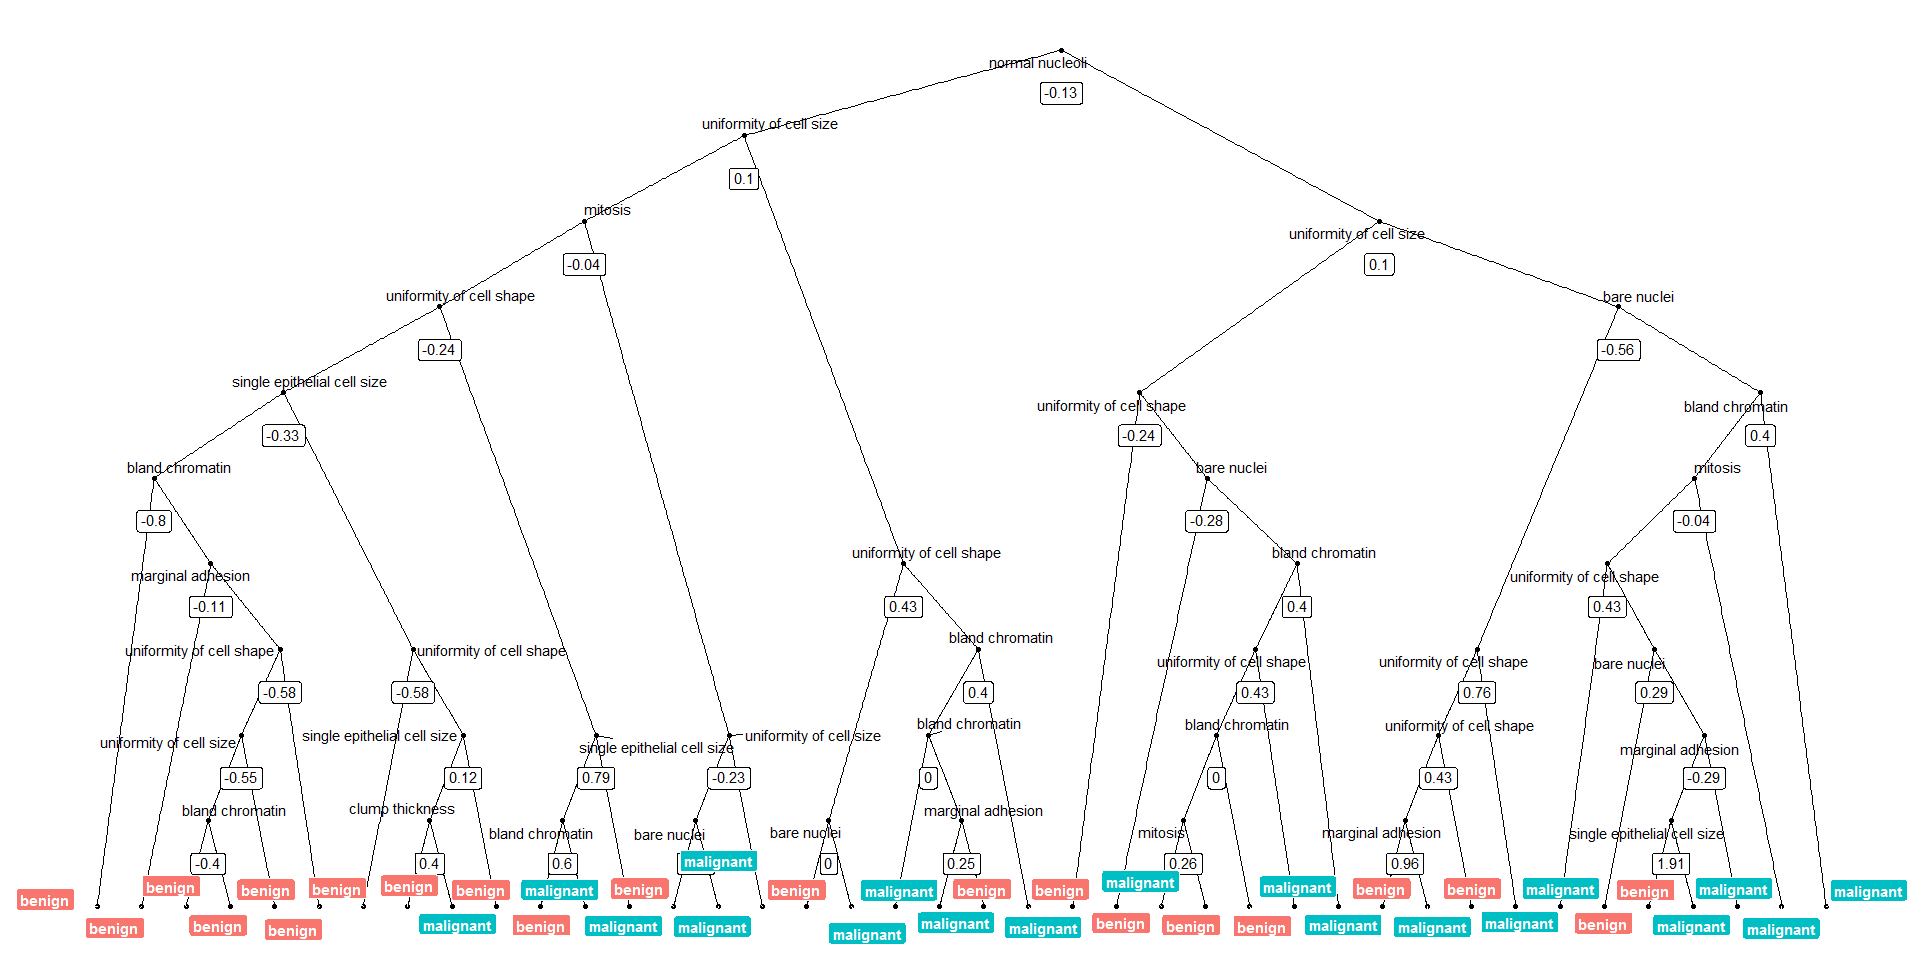 normal nucleoli
-0.13
uniformity of cell size
0.1
mitosis
uniformity of cell size
-0.04
0.1
uniformity of cell shape
bare nuclei
-0.24
-0.56
single epithelial cell size
uniformity of cell shape
bland chromatin
-0.33
-0.24
0.4
bland chromatin
bare nuclei
mitosis
-0.8
-0.28
-0.04
uniformity of cell shape
bland chromatin
marginal adhesion
uniformity of cell shape
-0.11
0.43
0.4
0.43
bland chromatin
uniformity of cell shape
uniformity of cell shape
uniformity of cell shape
uniformity of cell shape
bare nuclei
-0.58
-0.58
0.4
0.43
0.76
0.29
bland chromatin
bland chromatin
uniformity of cell shape
uniformity of cell size
single epithelial cell size
single epithelial cell size
uniformity of cell size
marginal adhesion
-0.55
0.12
0.79
-0.23
0
0
0.43
-0.29
bland chromatin
clump thickness
marginal adhesion
bland chromatin
bare nuclei
bare nuclei
mitosis
marginal adhesion
single epithelial cell size
-0.4
0.4
0.6
malignant
0
0.25
0.26
0.96
1.91
benign
benign
benign
benign
benign
benign
malignant
benign
benign
malignant
benign
benign
malignant
malignant
benign
benign
malignant
benign
malignant
malignant
benign
benign
benign
benign
malignant
benign
malignant
malignant
malignant
malignant
malignant
benign
benign
benign
malignant
malignant
malignant
benign
malignant
malignant